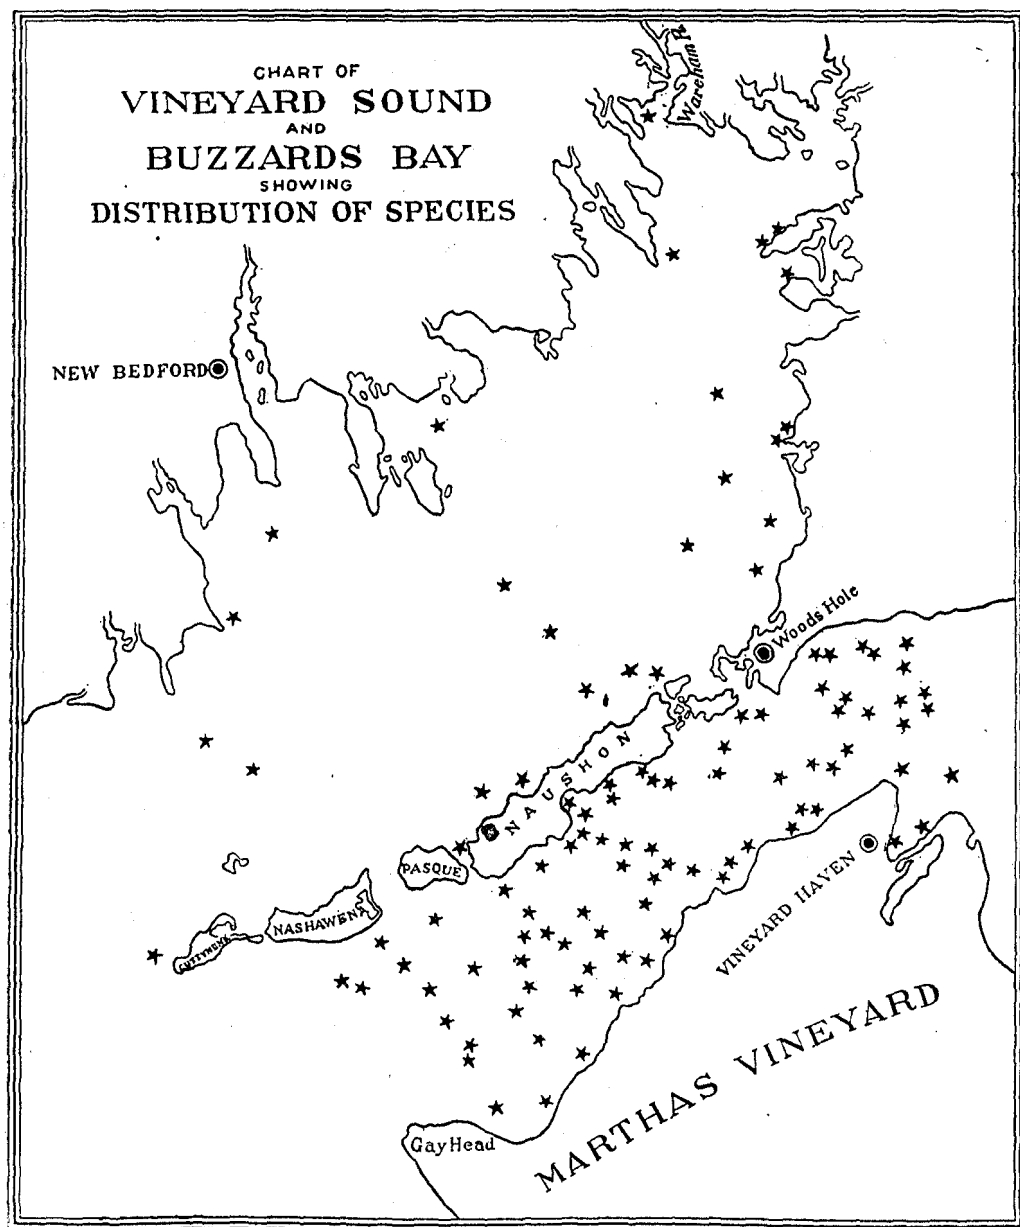 CHART OF
VINEYARD SOUND
AND
BUZZARDS BAY
SHOWING
DISTRIBUTION OF SPECIES
Wareham R.
NEW BEDFORD
Woods Hole
NAUSHON
PASQUE
NASHAWENA
CUTTYHUNK
VINEYARD HAVEN
MARTHAS VINEYARD
Gay Head